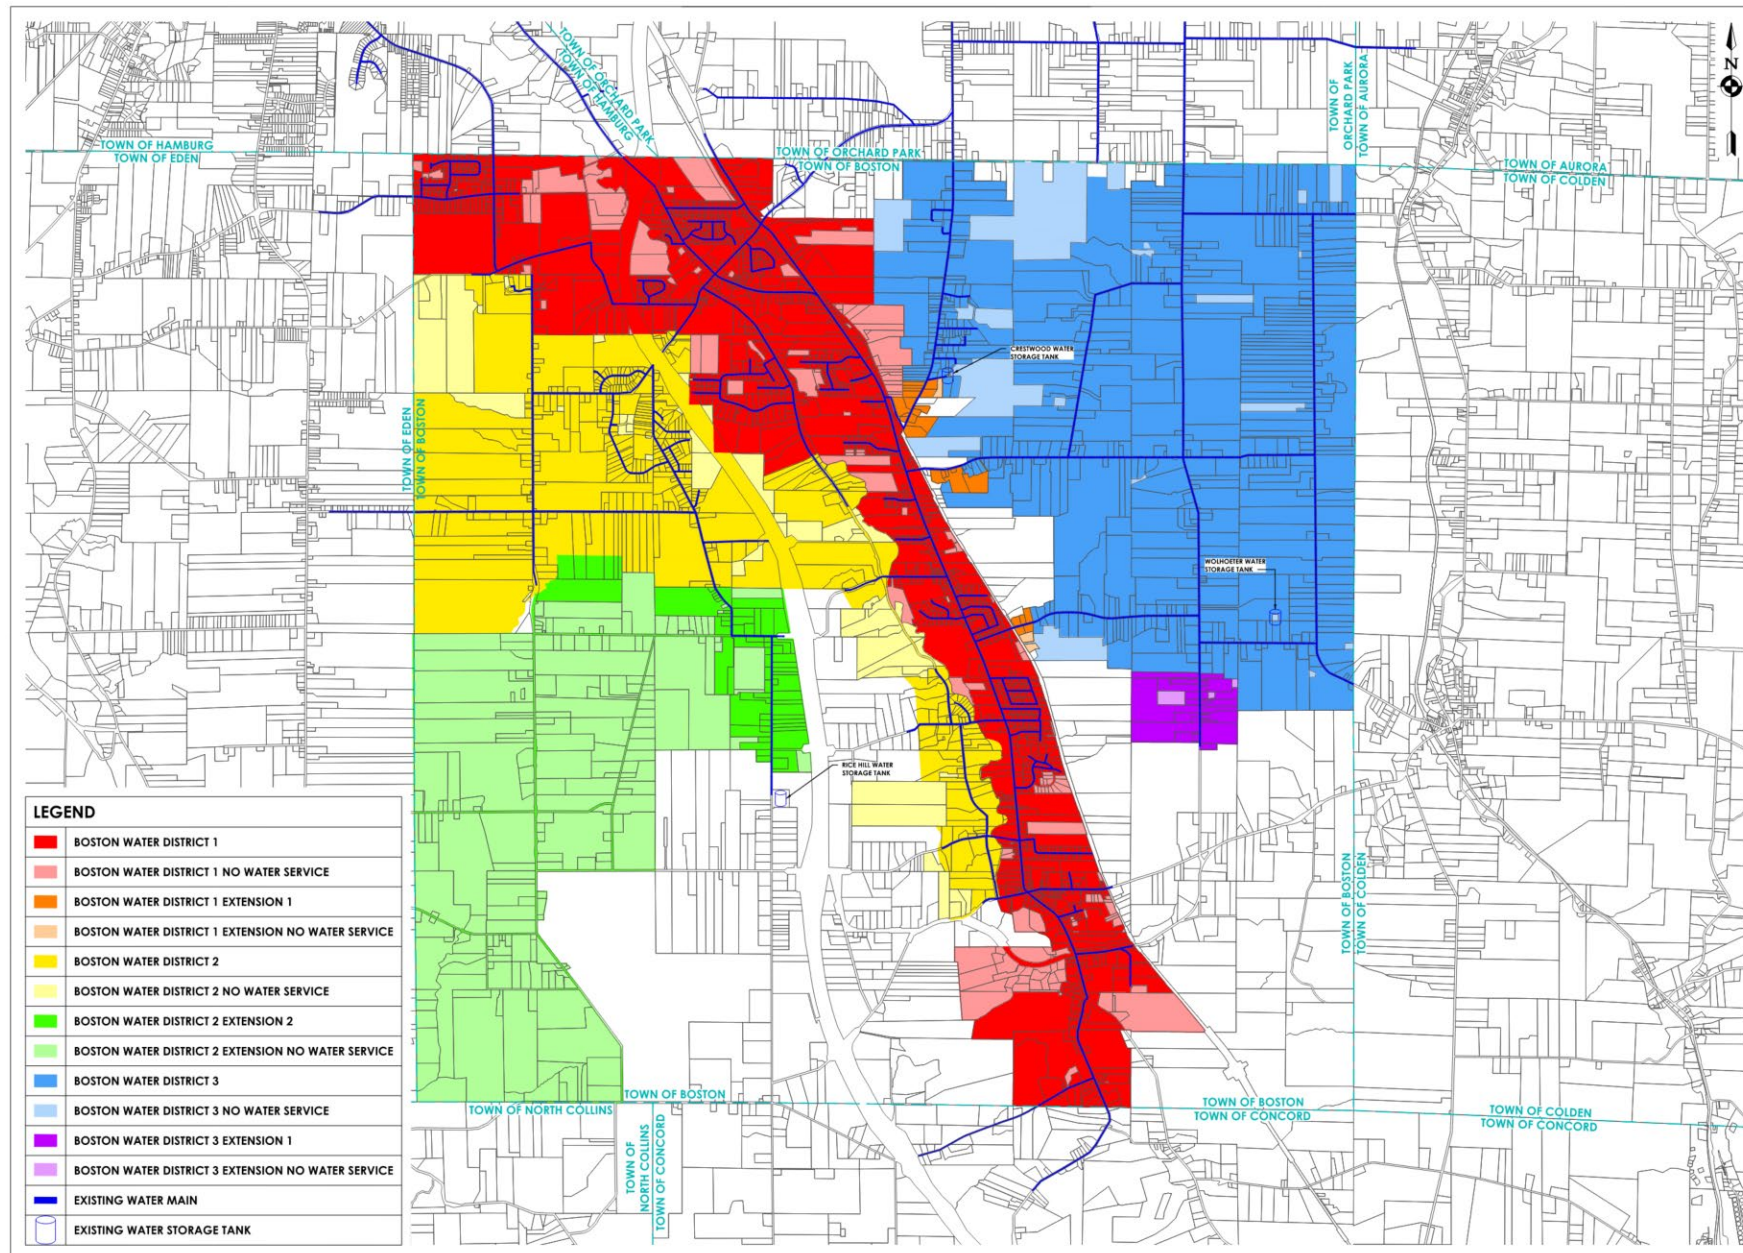 TOWN OF ORCHARD PARK
TOWN OF HAMBURG
TOWN OF
ORCHARD PARK
TOWN OF AURORA
N
TOWN OF HAMBURG
TOWN OF EDEN
TOWN OF ORCHARD PARK
TOWN OF BOSTON
TOWN OF AURORA
TOWN OF COLDEN
CRESTWOOD WATER
STORAGE TANK
TOWN OF EDEN
TOWN OF BOSTON
WOLHOETER WATER
STORAGE TANK
RICE HILL WATER
STORAGE TANK
LEGEND
BOSTON WATER DISTRICT 1
BOSTON WATER DISTRICT 1 NO WATER SERVICE
BOSTON WATER DISTRICT 1 EXTENSION 1
BOSTON WATER DISTRICT 1 EXTENSION NO WATER SERVICE
BOSTON WATER DISTRICT 2
BOSTON WATER DISTRICT 2 NO WATER SERVICE
BOSTON WATER DISTRICT 2 EXTENSION 2
BOSTON WATER DISTRICT 2 EXTENSION NO WATER SERVICE
BOSTON WATER DISTRICT 3
BOSTON WATER DISTRICT 3 NO WATER SERVICE
BOSTON WATER DISTRICT 3 EXTENSION 1
BOSTON WATER DISTRICT 3 EXTENSION NO WATER SERVICE
EXISTING WATER MAIN
EXISTING WATER STORAGE TANK
TOWN OF BOSTON
TOWN OF COLDEN
TOWN OF BOSTON
TOWN OF NORTH COLLINS
TOWN OF
NORTH COLLINS
TOWN OF CONCORD
TOWN OF BOSTON
TOWN OF CONCORD
TOWN OF COLDEN
TOWN OF CONCORD